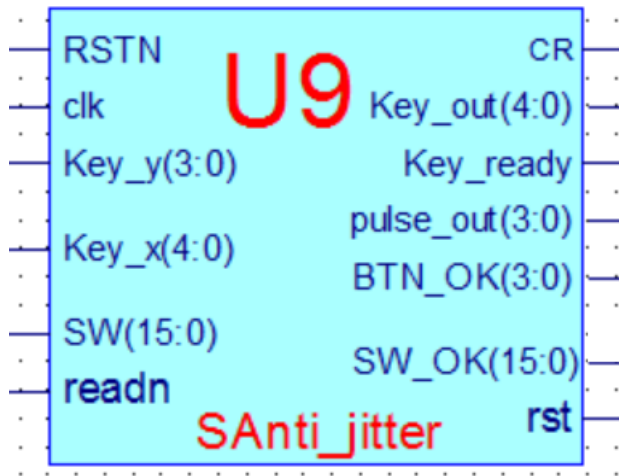 RSTN
U9
CR
clk
Key_out(4:0)
Key_y(3:0)
Key_ready
pulse_out(3:0)
Key_x(4:0)
BTN_OK(3:0)
SW(15:0)
SW_OK(15:0)
readn
SAnti_jitter
rst